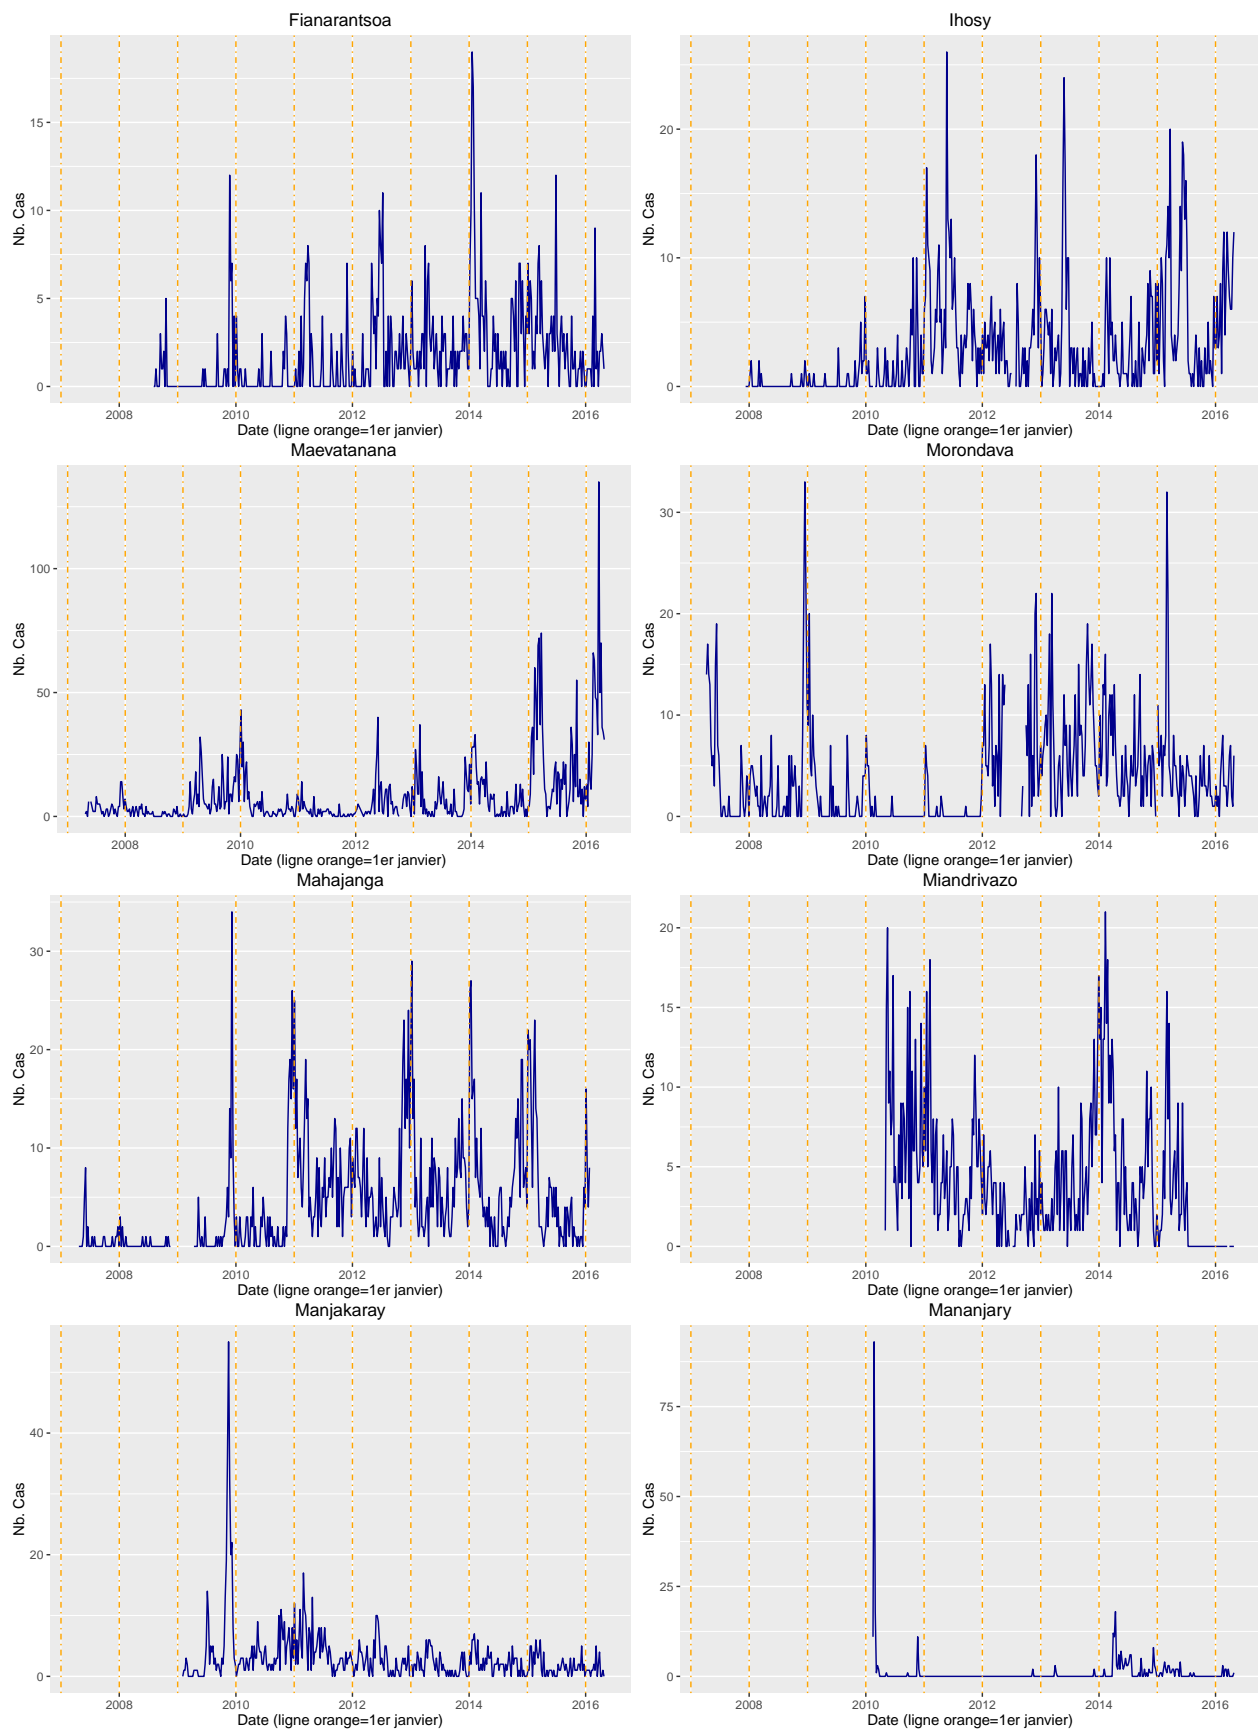 Fianarantsoa
Nb. Cas
15
10
5
0
2008 2010 2012 2014 2016
Date (ligne orange=1er janvier)
Ihosy
Nb. Cas
20
10
0
2008 2010 2012 2014 2016
Date (ligne orange=1er janvier)
Maevatanana
Nb. Cas
100
50
0
2008 2010 2012 2014 2016
Date (ligne orange=1er janvier)
Morondava
Nb. Cas
30
20
10
0
2008 2010 2012 2014 2016
Date (ligne orange=1er janvier)
Mahajanga
Nb. Cas
30
20
10
0
2008 2010 2012 2014 2016
Date (ligne orange=1er janvier)
Miandrivazo
Nb. Cas
20
15
10
5
0
2008 2010 2012 2014 2016
Date (ligne orange=1er janvier)
Manjakaray
Nb. Cas
40
20
0
2008 2010 2012 2014 2016
Date (ligne orange=1er janvier)
Mananjary
Nb. Cas
75
50
25
0
2008 2010 2012 2014 2016
Date (ligne orange=1er janvier)